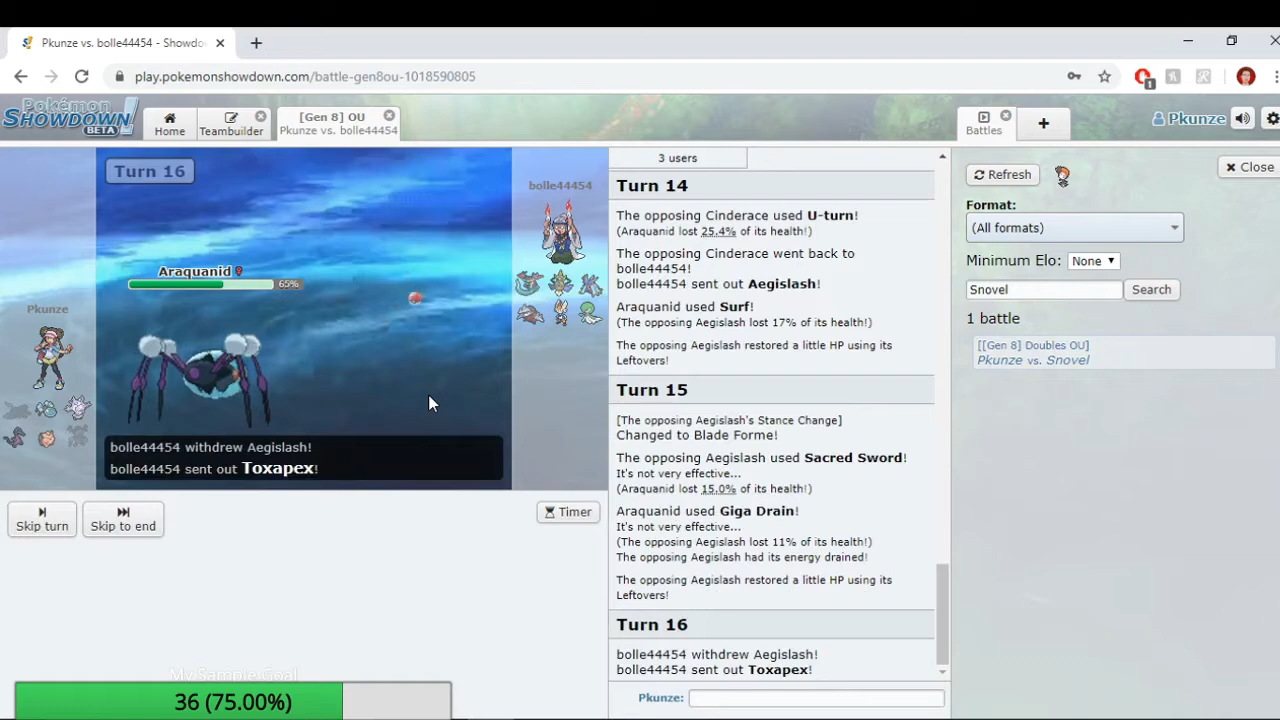 Pkunze vs. bolle44454 - Showdo
play.pokemonshowdown.com/battle-gen8ou-1018590805
1
Pokémon
SHOWDOWN!
BETA
Home
Teambuilder
[Gen 8] OU
Pkunze vs. bolle44454
Battles
Pkunze
Turn 16
bolle44454
Araquanid
65%
Pkunze
bolle44454 withdrew Aegislash!
bolle44454 sent out Toxapex!
Skip turn
Skip to end
Timer
My Sample Goal
36 (75.00%)
3 users
Turn 14
The opposing Cinderace used U-turn!
(Araquanid lost 25.4% of its health!)
The opposing Cinderace went back to
bolle44454!
bolle44454 sent out Aegislash!
Araquanid used Surf!
(The opposing Aegislash lost 17% of its health!)
The opposing Aegislash restored a little HP using its
Leftovers!
Turn 15
[The opposing Aegislash's Stance Change]
Changed to Blade Forme!
The opposing Aegislash used Sacred Sword!
It's not very effective...
(Araquanid lost 15.0% of its health!)
Araquanid used Giga Drain!
It's not very effective...
(The opposing Aegislash lost 11% of its health!)
The opposing Aegislash had its energy drained!
The opposing Aegislash restored a little HP using its
Leftovers!
Turn 16
bolle44454 withdrew Aegislash!
bolle44454 sent out Toxapex!
Pkunze:
Refresh
Close
Format:
(All formats)
Minimum Elo: None
Snovel
Search
1 battle
[[Gen 8] Doubles OU]
Pkunze vs. Snovel